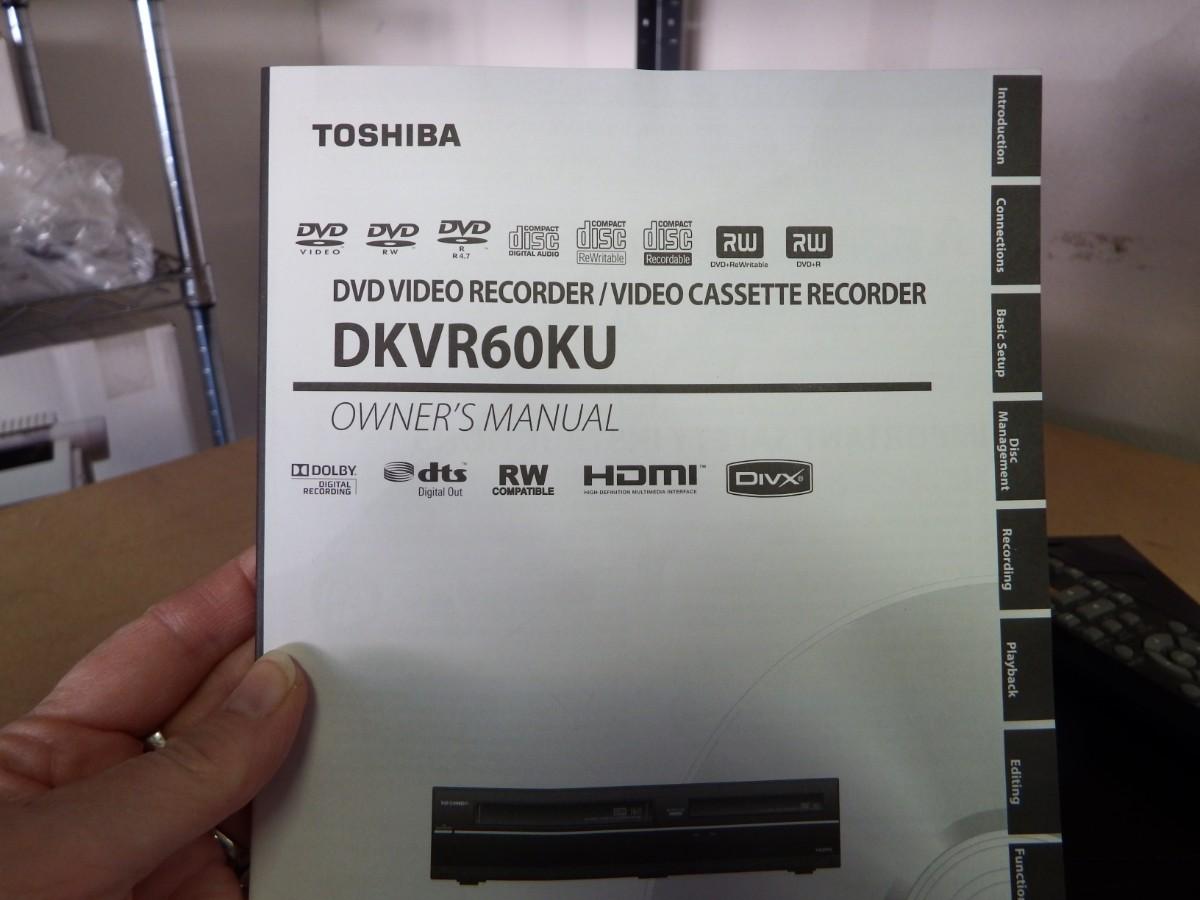 TOSHIBA
DVD VIDEO
DVD RW
DVD R R 4.7
COMPACT disc DIGITAL AUDIO
COMPACT disc ReWritable
COMPACT disc Recordable
RW DVD+ReWritable
RW DVD+R
DVD VIDEO RECORDER / VIDEO CASSETTE RECORDER
DKVR60KU
OWNER'S MANUAL
DOLBY DIGITAL RECORDING
dts Digital Out
RW COMPATIBLE
HDMI HIGH-DEFINITION MULTIMEDIA INTERFACE
DIVX
Introduction
Connections
Basic Setup
Disc Management
Recording
Playback
Editing
TOSHIBA